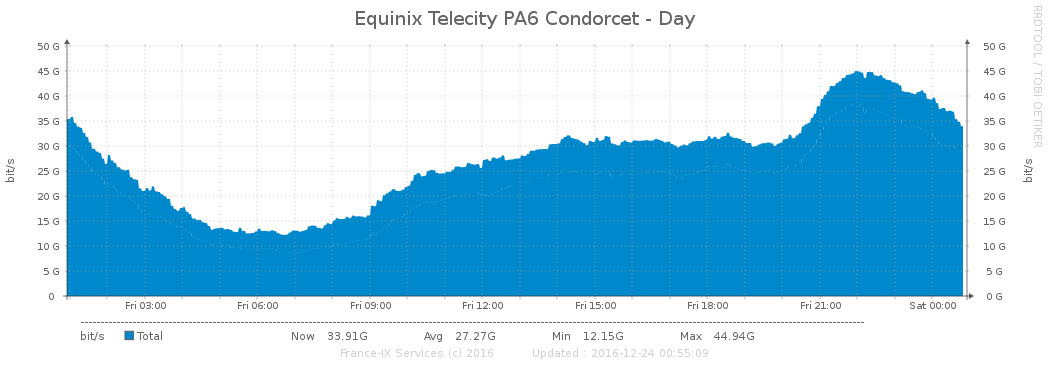 Equinix Telecity PA6 Condorcet - Day
RRDTOOL / TOBI OETIKER
50 G 50 G
45 G 45 G
40 G 40 G
35 G 35 G
30 G 30 G
25 G 25 G
20 G 20 G
15 G 15 G
10 G 10 G
5 G 5 G
0 0 G
bit/s bit/s
Fri 03:00 Fri 06:00 Fri 09:00 Fri 12:00 Fri 15:00 Fri 18:00 Fri 21:00 Sat 00:00
bit/s Total Now 33.91G Avg 27.27G Min 12.15G Max 44.94G
France-IX Services (c) 2016 Updated : 2016-12-24 00:55:09